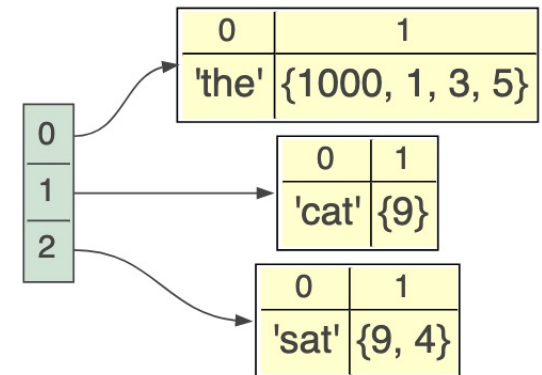 0 1
'the' {1000, 1, 3, 5}
0
1
2
0 1
'cat' {9}
0 1
'sat' {9, 4}